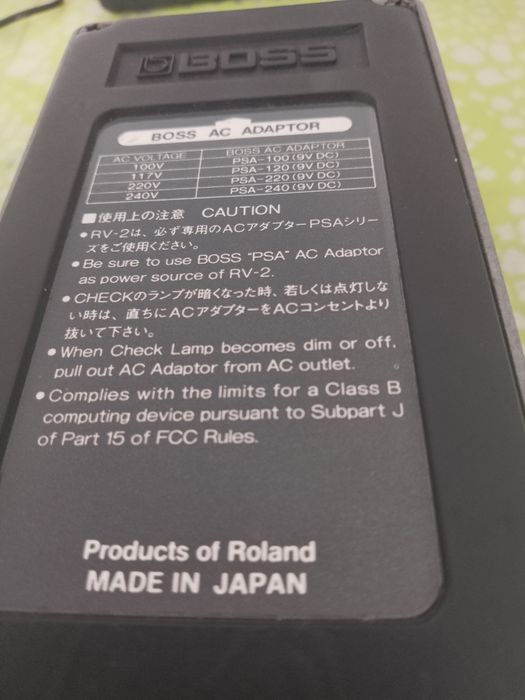 BOSS
BOSS AC ADAPTOR
AC VOLTAGE BOSS AC ADAPTOR
100V PSA-100(9V DC)
117V PSA-120(9V DC)
220V PSA-220(9V DC)
240V PSA-240(9V DC)
■使用上の注意 CAUTION
●RV-2は、必ず専用のACアダプターPSAシリー
ズをご使用ください。
●Be sure to use BOSS "PSA" AC Adaptor
as power source of RV-2.
●CHECKのランプが暗くなった時、若しくは点灯しな
い時は、直ちにACアダプターをACコンセントより
抜いて下さい。
●When Check Lamp becomes dim or off,
pull out AC Adaptor from AC outlet.
●Complies with the limits for a Class B
computing device pursuant to Subpart J
of Part 15 of FCC Rules.
Products of Roland
MADE IN JAPAN